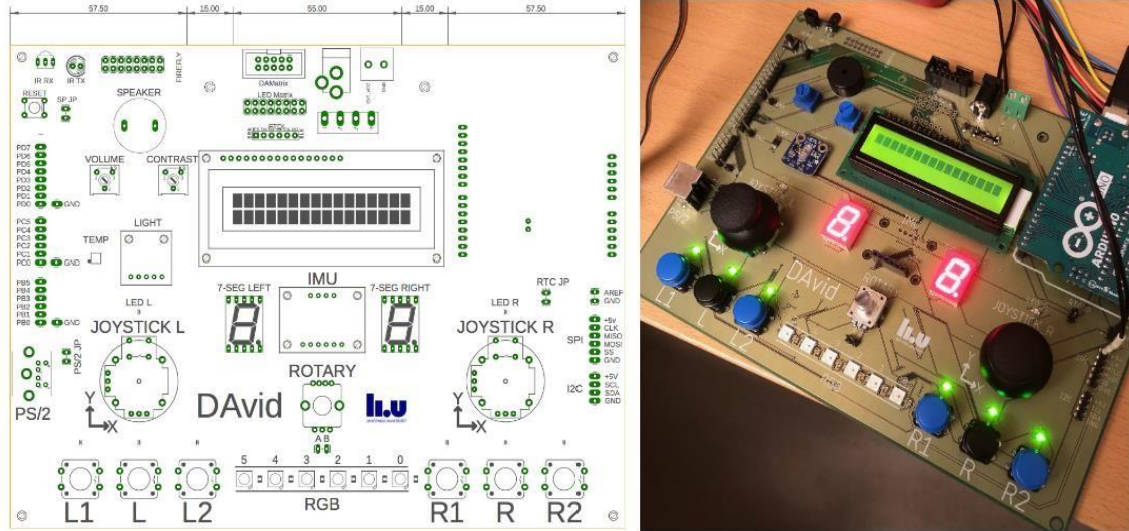 57.50 15.00 55.00 15.00 57.50
IR RX
IR TX
FIREFLY
DAMatrix
RESET
SP JP
SPEAKER
LED Matrix
VOLUME
CONTRAST
PD7
PD6
PD5
PD4
PD3
PD2
PD1
PD0 GND
PC5
PC4
PC3
PC2
PC1
PC0 GND
LIGHT
TEMP
PB5
PB4
PB3
PB2
PB1
PB0 GND
IMU
7-SEG LEFT
7-SEG RIGHT
RTC JP
AREF
GND
LED L
LED R
JOYSTICK L
JOYSTICK R
SPI
+5v
CLK
MISO
MOSI
SS
GND
PS/2 JP
ROTARY
I2C
+5V
SCL
SDA
GND
PS/2
Y
X
DAvid
li.u
Y
X
A B
5 4 3 2 1 0
RGB
L1 L L2
R1 R R2
ARDUINO
L1
L
L2
DAvid
li.u
JOYSTICK R
R1
R
R2